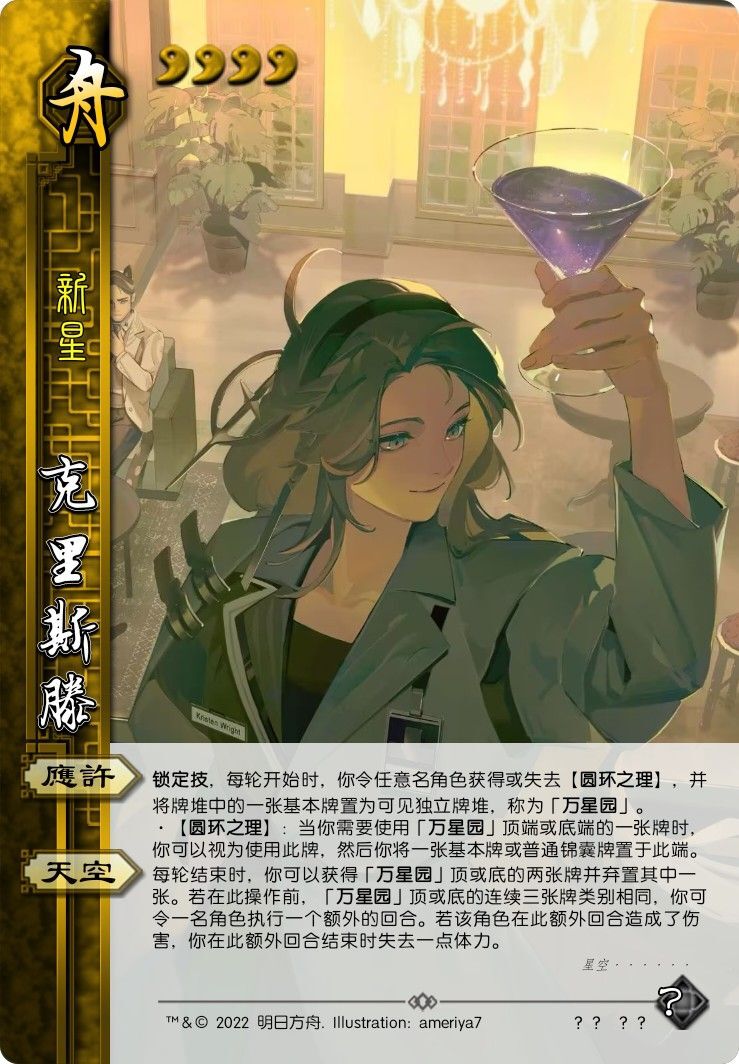 舟
新星
克里斯滕
Kristen Wright
應許
锁定技，每轮开始时，你令任意名角色获得或失去【圆环之理】，并
将牌堆中的一张基本牌置为可见独立牌堆，称为「万星园」。
·【圆环之理】：当你需要使用「万星园」顶端或底端的一张牌时，
你可以视为使用此牌，然后你将一张基本牌或普通锦囊牌置于此端。
天空
每轮结束时，你可以获得「万星园」顶或底的两张牌并弃置其中一
张。若在此操作前，「万星园」顶或底的连续三张牌类别相同，你可
令一名角色执行一个额外的回合。若该角色在此额外回合造成了伤
害，你在此额外回合结束时失去一点体力。
星空······
?
™&© 2022 明日方舟. Illustration: ameriya7
? ? ? ?